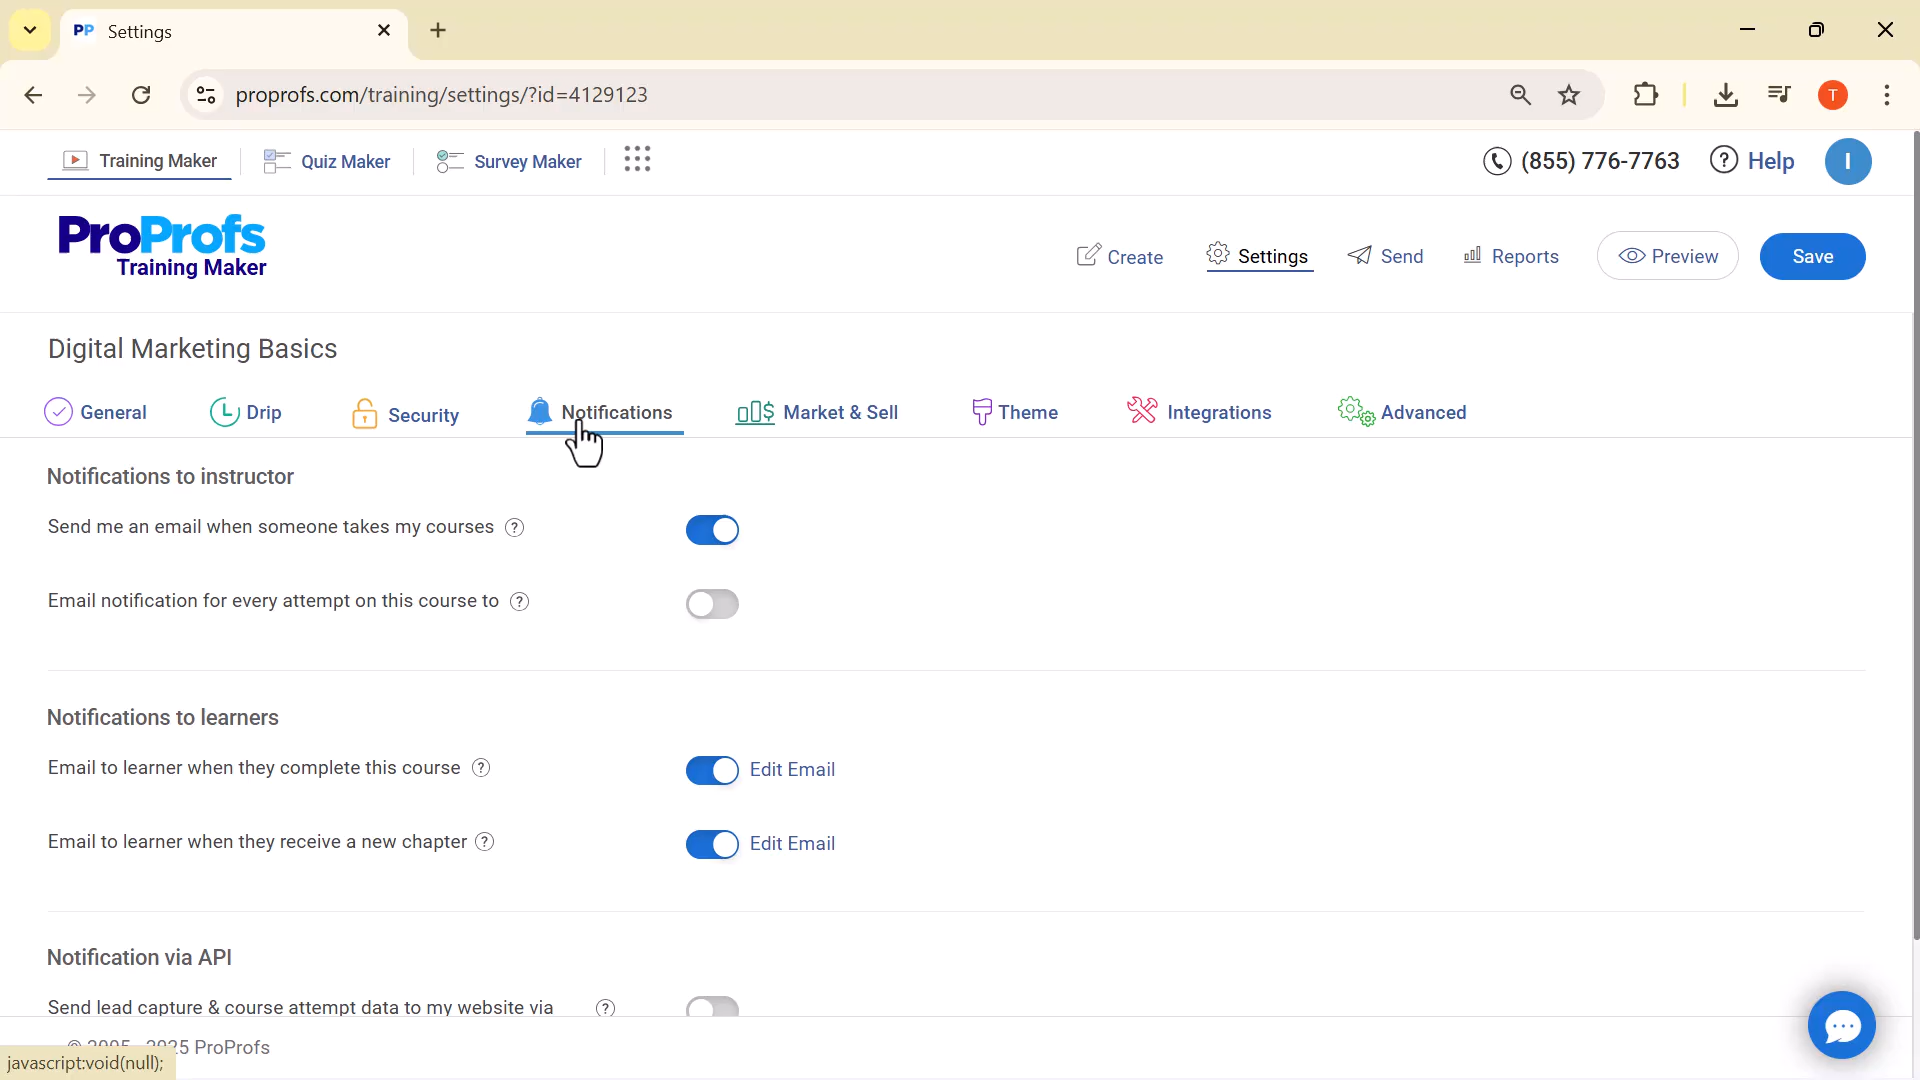 PP Settings
proprofs.com/training/settings/?id=4129123
T
Training Maker Quiz Maker Survey Maker (855) 776-7763 ? Help I
ProProfs
Training Maker
Create Settings Send Reports Preview Save
Digital Marketing Basics
General Drip Security Notifications Market & Sell Theme Integrations Advanced
Notifications to instructor
Send me an email when someone takes my courses ?
Email notification for every attempt on this course to ?
Notifications to learners
Email to learner when they complete this course ? Edit Email
Email to learner when they receive a new chapter ? Edit Email
Notification via API
Send lead capture & course attempt data to my website via ?
© 2005 - 2025 ProProfs
javascript:void(null);